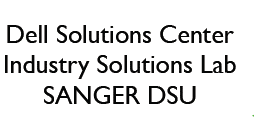 Dell Solutions Center
Industry Solutions Lab
SANGER DSU